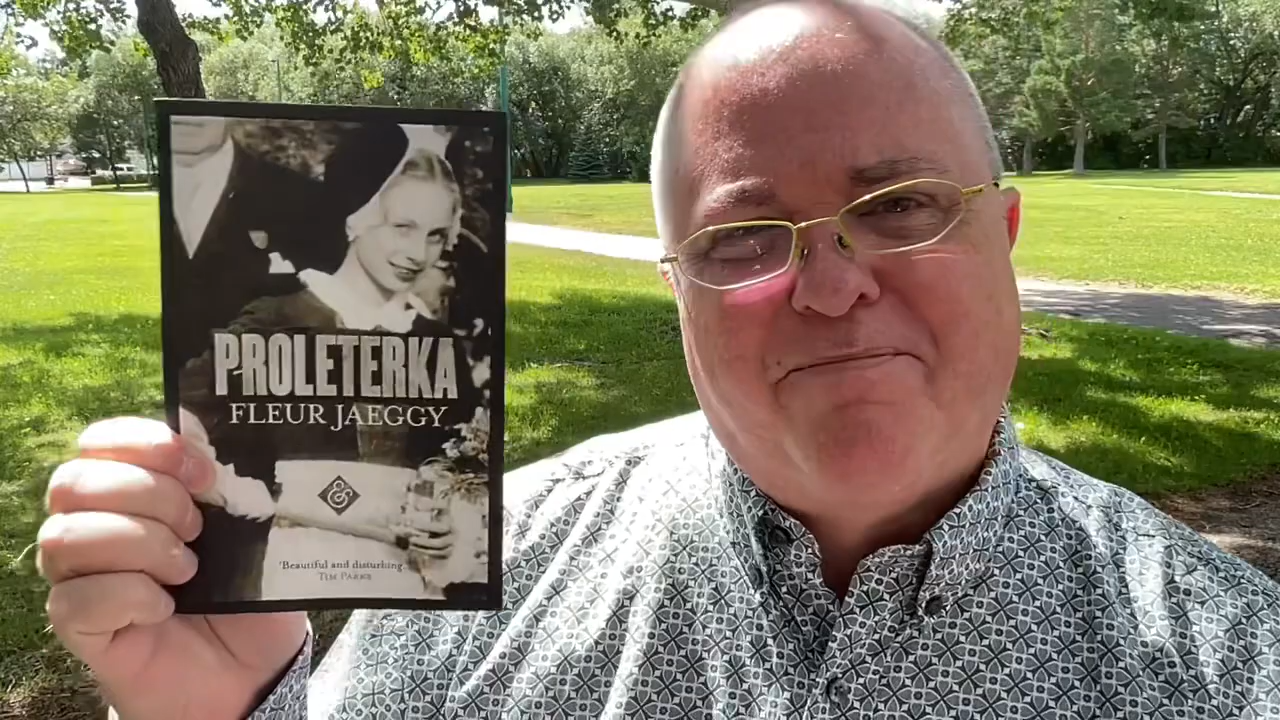 PROLETERKA
FLEUR JAEGGY
&
'Beautiful and disturbing.'
TIM PARKS